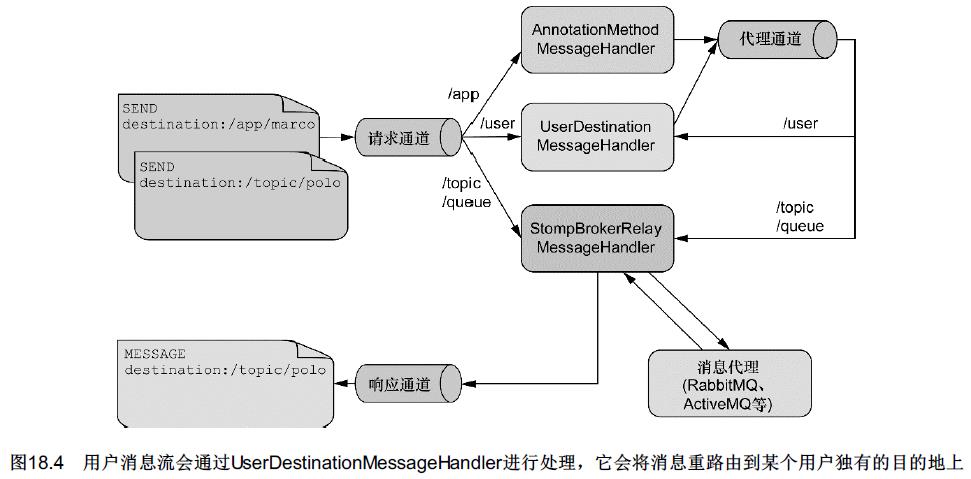 AnnotationMethod
MessageHandler
代理通道
/app
SEND
destination:/app/marco
请求通道
/user
UserDestination
MessageHandler
/user
SEND
destination:/topic/polo
/topic
/queue
StompBrokerRelay
MessageHandler
/topic
/queue
MESSAGE
destination:/topic/polo
响应通道
消息代理
(RabbitMQ、
ActiveMQ等)
图18.4 用户消息流会通过UserDestinationMessageHandler进行处理，它会将消息重路由到某个用户独有的目的地上